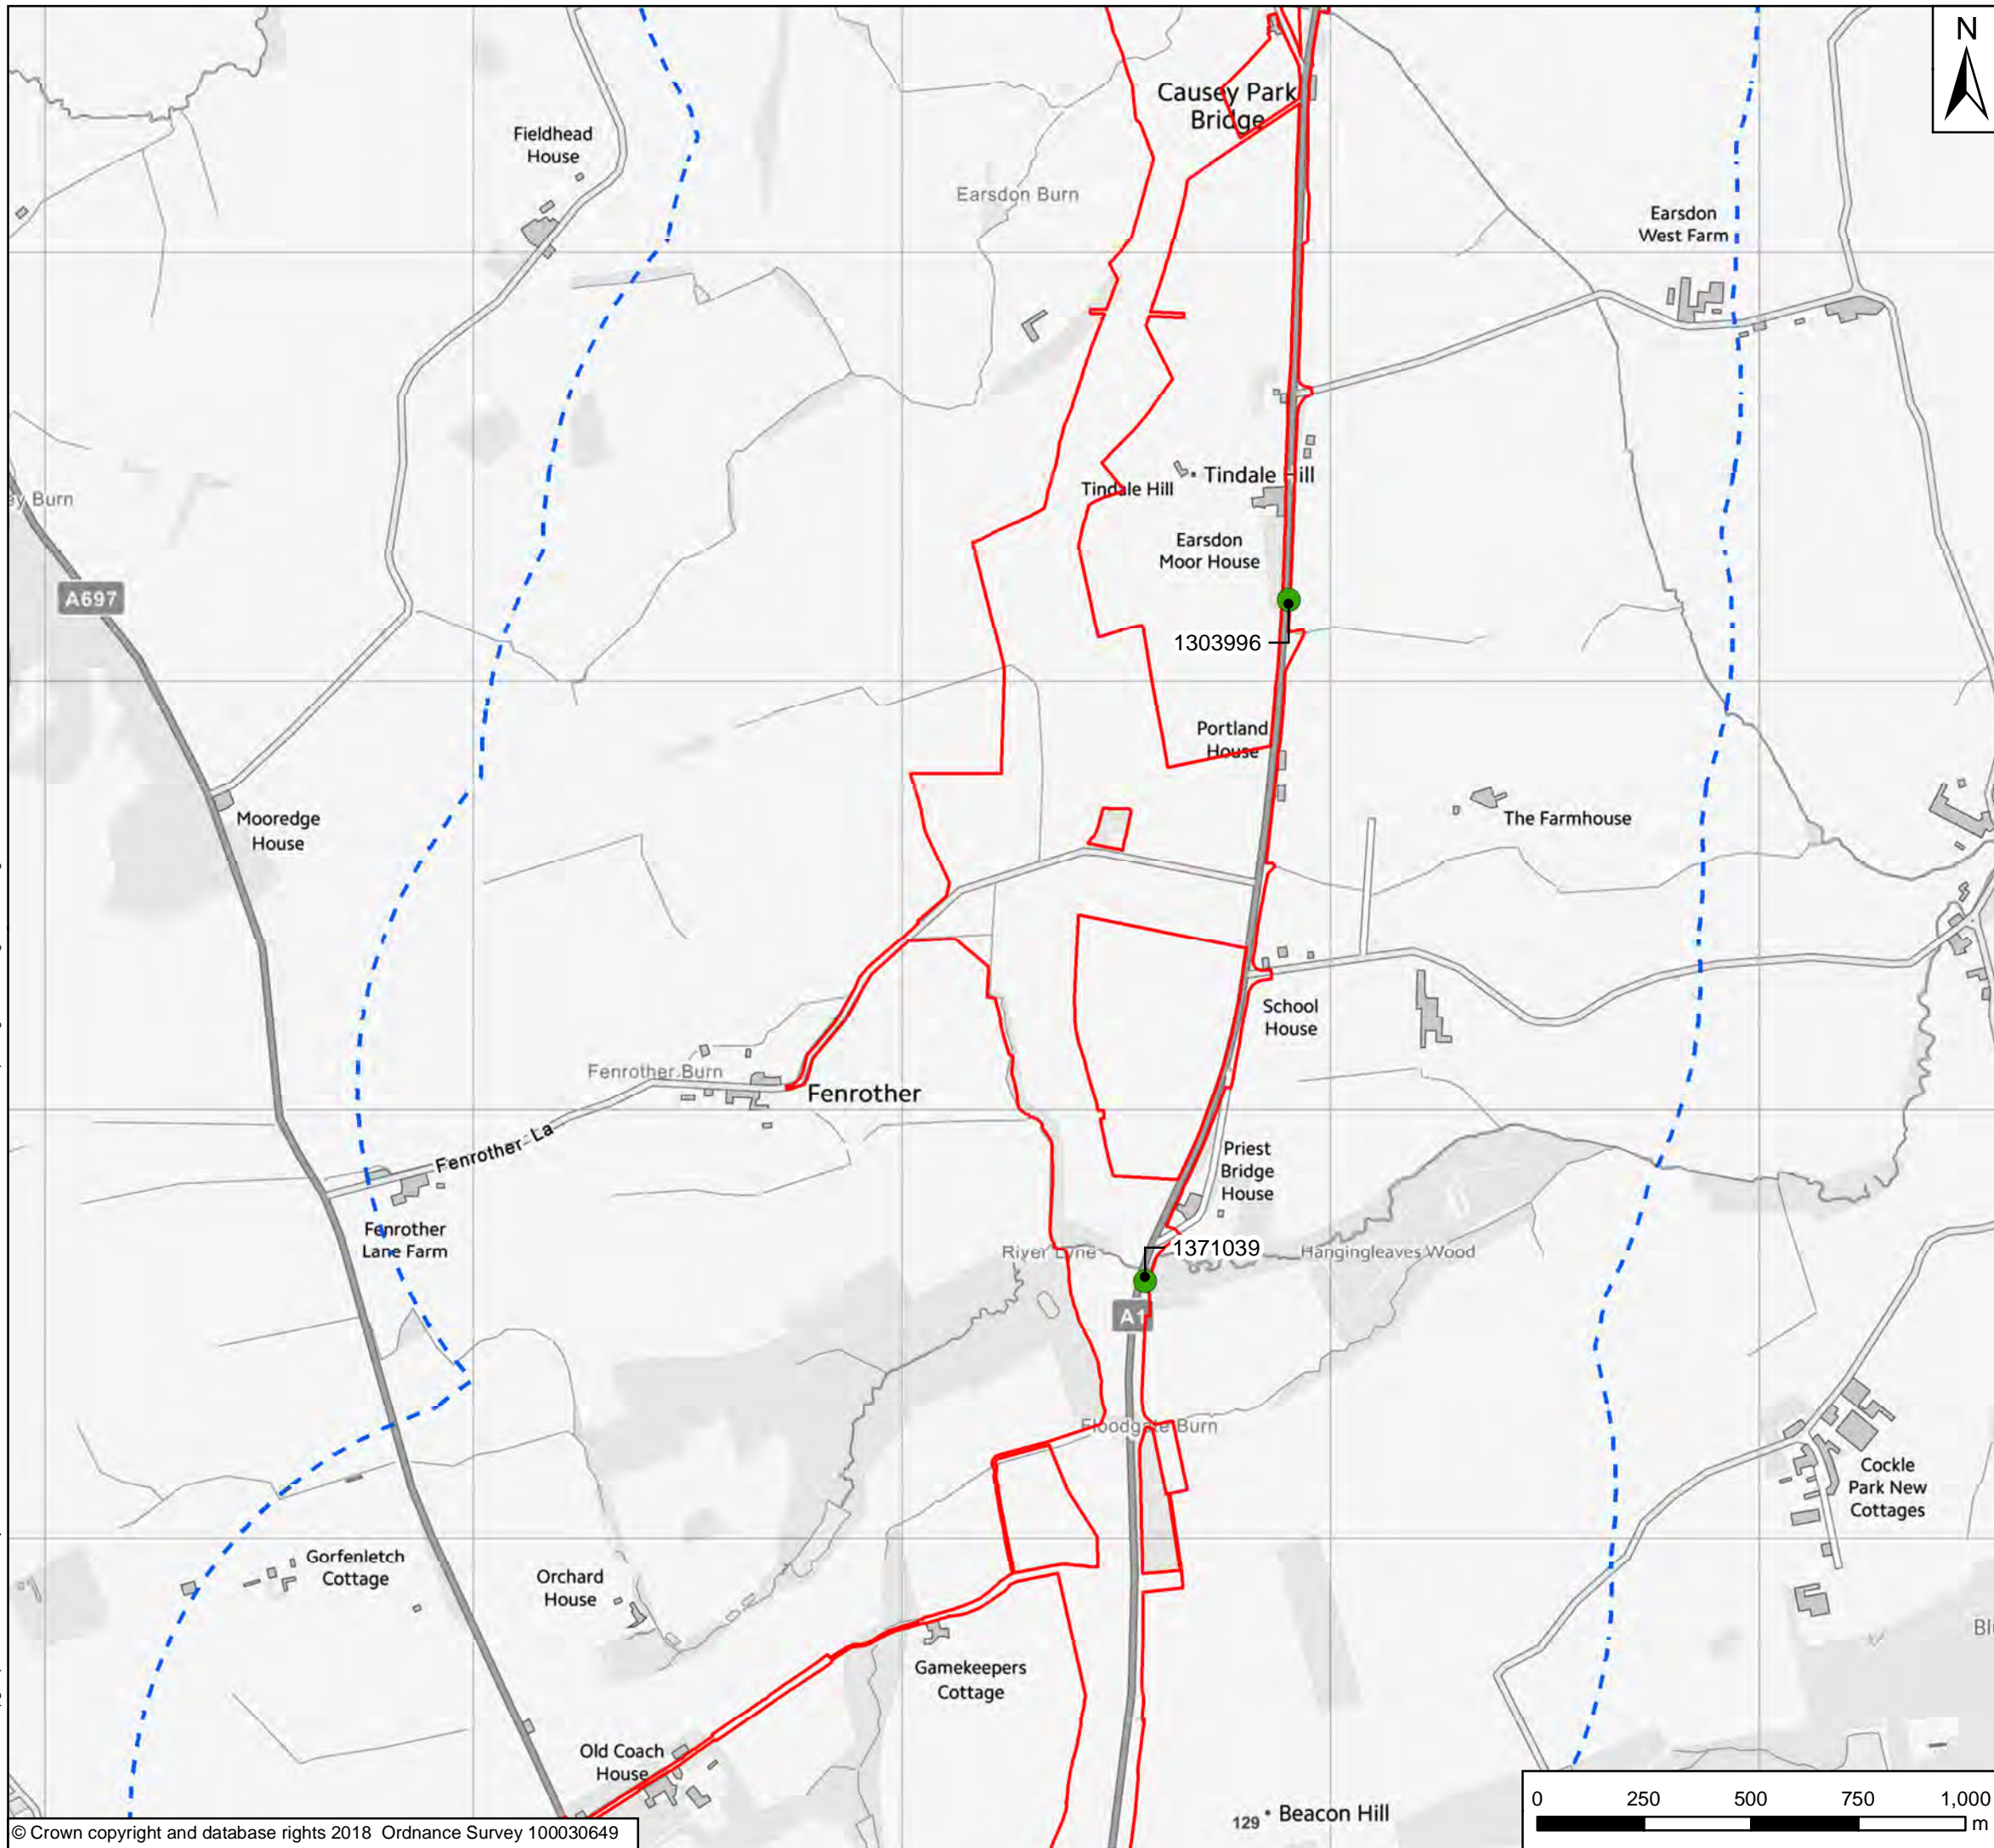 N
Causey Park
Bridge
Fieldhead
House
Earsdon Burn
Earsdon
West Farm
Tindale Hill
Tindale Hill
ey Burn
Earsdon
Moor House
A697
1303996
Portland
House
Mooredge
House
The Farmhouse
School
House
Fenrother Burn
Fenrother
Fenrother La
Priest
Bridge
House
Fenrother
Lane Farm
River Lyne
1371039
Hangingleaves Wood
A1
Floodgate Burn
Cockle
Park New
Cottages
Gorfenletch
Cottage
Orchard
House
Gamekeepers
Cottage
Old Coach
House
129 Beacon Hill
0 250 500 750 1,000
m
© Crown copyright and database rights 2018 Ordnance Survey 100030649